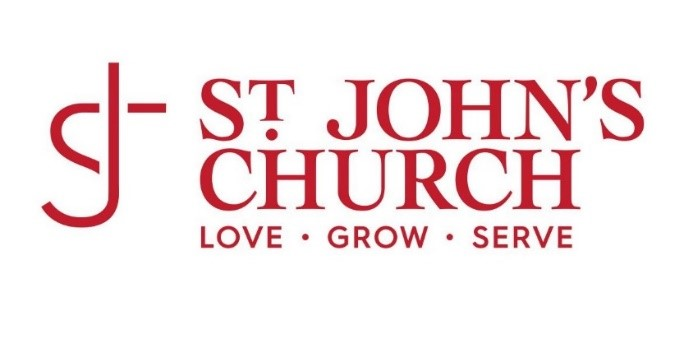 ST. JOHN'S
CHURCH
LOVE · GROW · SERVE